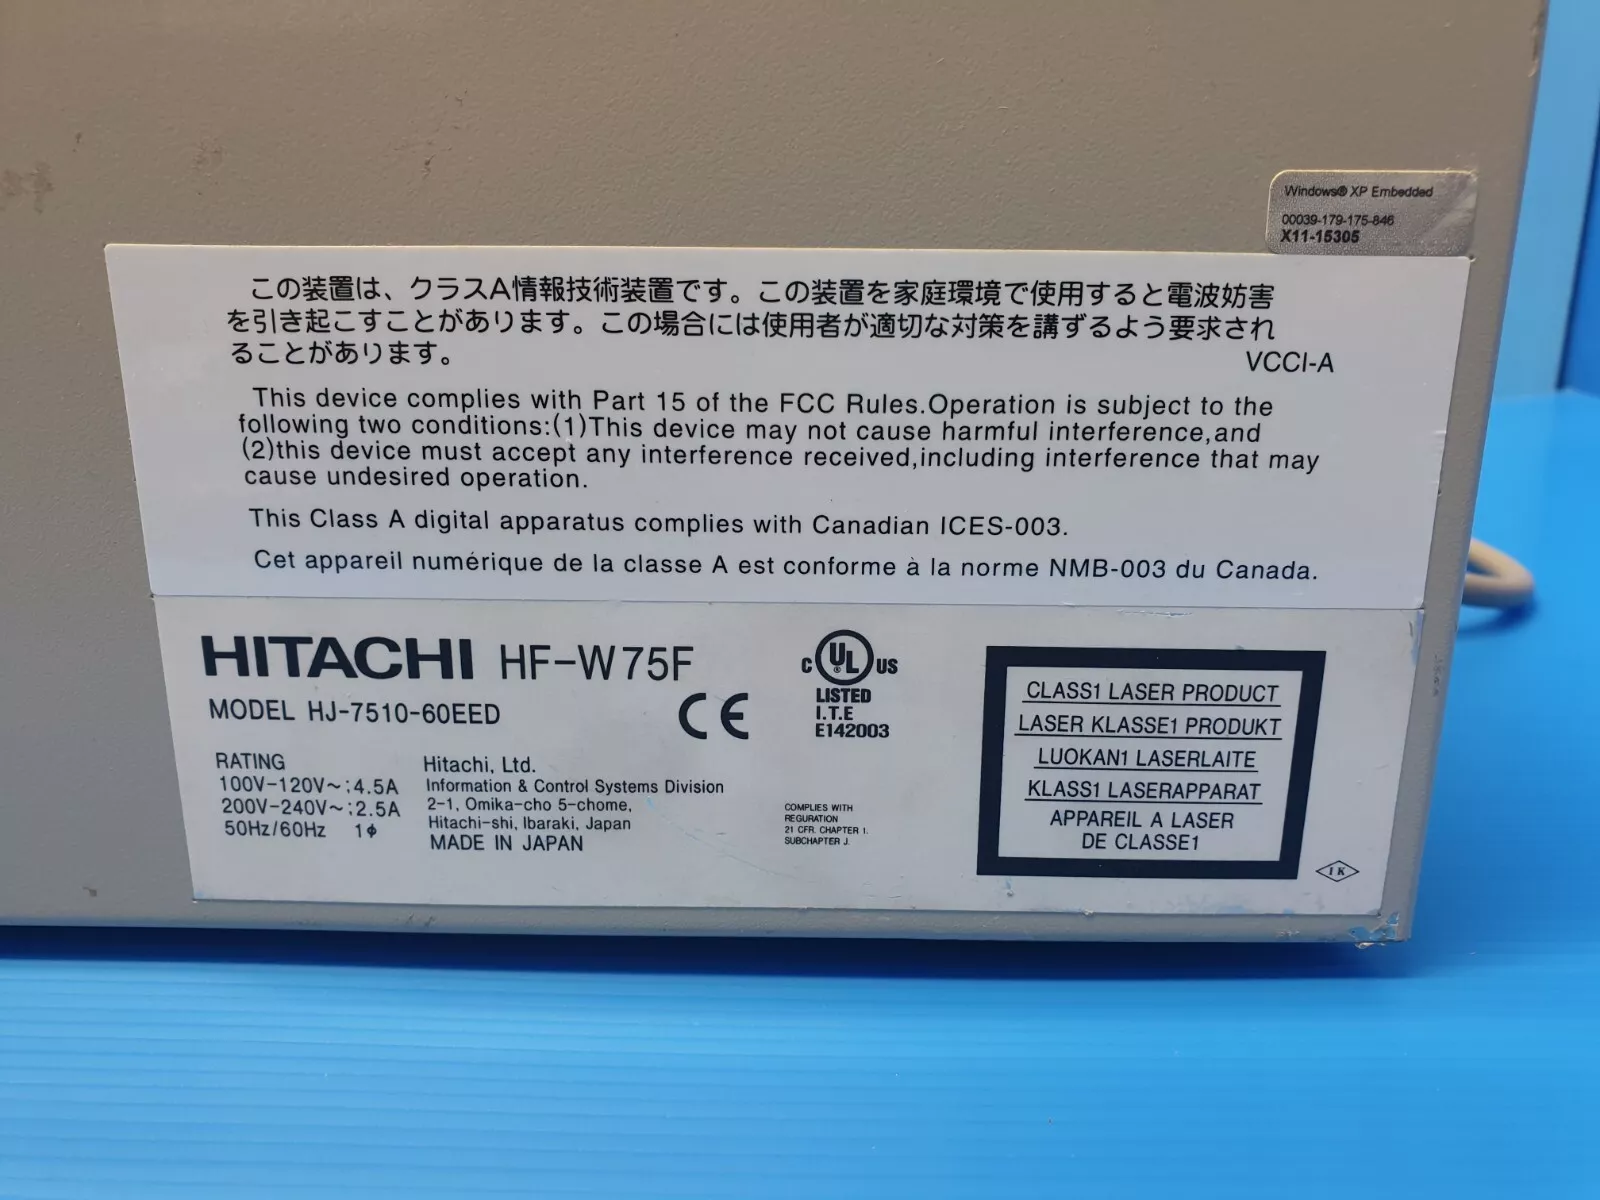 Windows® XP Embedded
00039-179-175-846
X11-15305
この装置は、クラスA情報技術装置です。この装置を家庭環境で使用すると電波妨害
を引き起こすことがあります。この場合には使用者が適切な対策を講ずるよう要求され
ることがあります。
VCCI-A
This device complies with Part 15 of the FCC Rules.Operation is subject to the
following two conditions:(1)This device may not cause harmful interference,and
(2)this device must accept any interference received,including interference that may
cause undesired operation.
This Class A digital apparatus complies with Canadian ICES-003.
Cet appareil numérique de la classe A est conforme à la norme NMB-003 du Canada.
HITACHI HF-W75F
MODEL HJ-7510-60EED
RATING
100V-120V~:4.5A
200V-240V~:2.5A
50Hz/60Hz 1ϕ
Hitachi, Ltd.
Information & Control Systems Division
2-1, Omika-cho 5-chome,
Hitachi-shi, Ibaraki, Japan
MADE IN JAPAN
CE
C UL® US
LISTED
I.T.E
E142003
COMPLIES WITH
REGURATION
21 CFR. CHAPTER I.
SUBCHAPTER J.
CLASS1 LASER PRODUCT
LASER KLASSE1 PRODUKT
LUOKAN1 LASERLAITE
KLASS1 LASERAPPARAT
APPAREIL A LASER
DE CLASSE1
IK